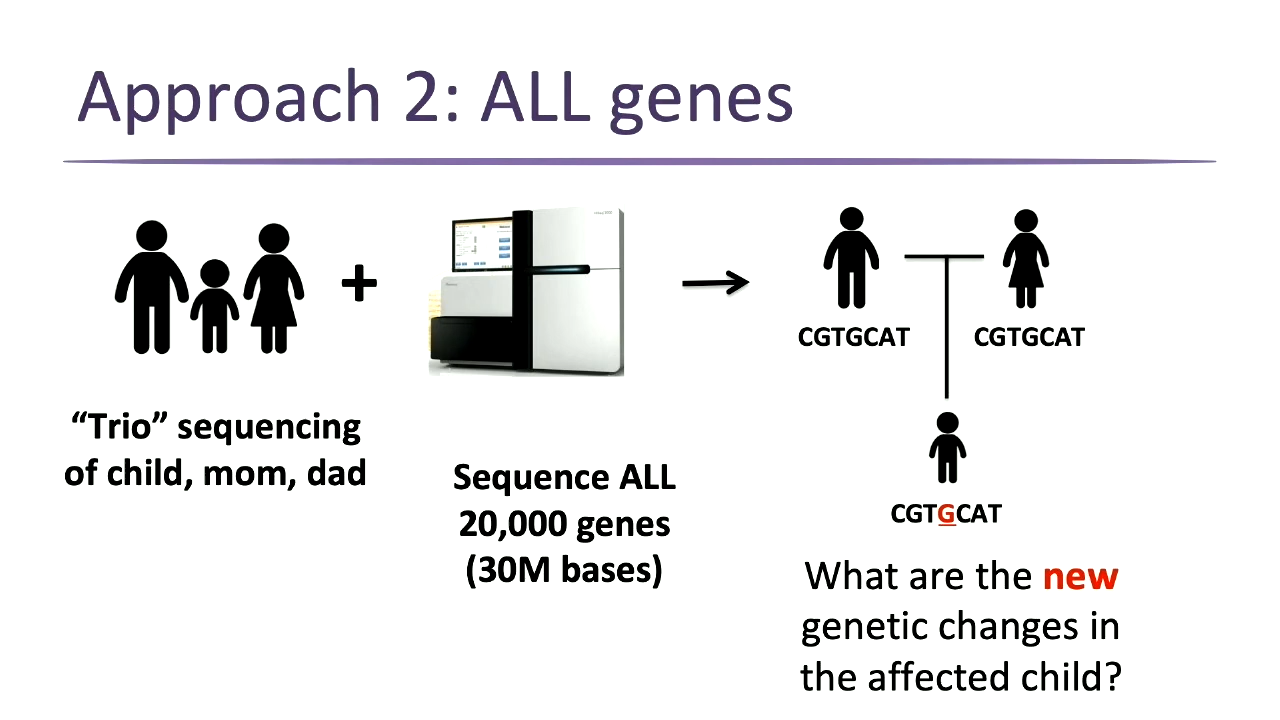 Approach 2: ALL genes
“Trio” sequencing
of child, mom, dad
Sequence ALL
20,000 genes
(30M bases)
CGTGCAT
CGTGCAT
CGTGCAT
What are the new
genetic changes in
the affected child?